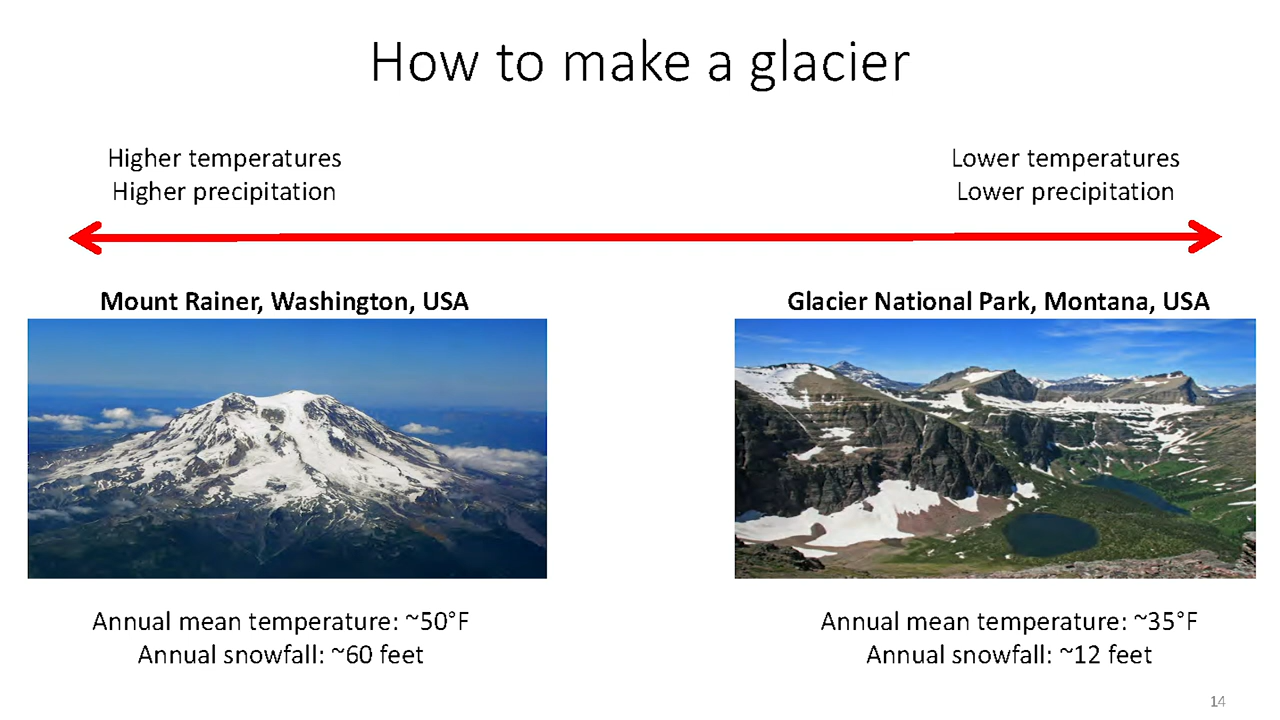 How to make a glacier
Higher temperatures
Higher precipitation
Lower temperatures
Lower precipitation
Mount Rainer, Washington, USA
Glacier National Park, Montana, USA
Annual mean temperature: ~50°F
Annual snowfall: ~60 feet
Annual mean temperature: ~35°F
Annual snowfall: ~12 feet
14